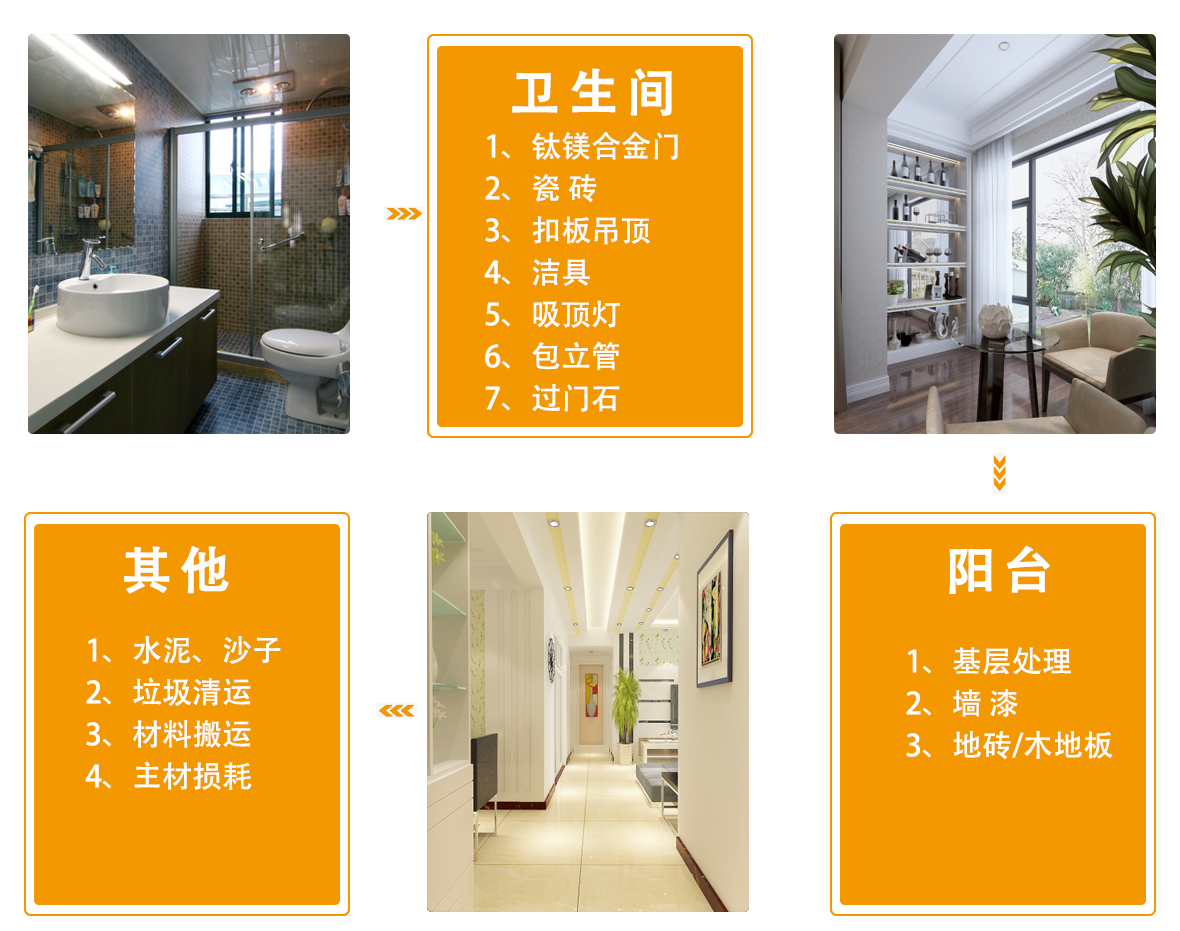 卫生间
1、钛镁合金门
2、瓷 砖
3、扣板吊顶
4、洁具
5、吸顶灯
6、包立管
7、过门石
其他
1、水泥、沙子
2、垃圾清运
3、材料搬运
4、主材损耗
阳台
1、基层处理
2、墙 漆
3、地砖/木地板